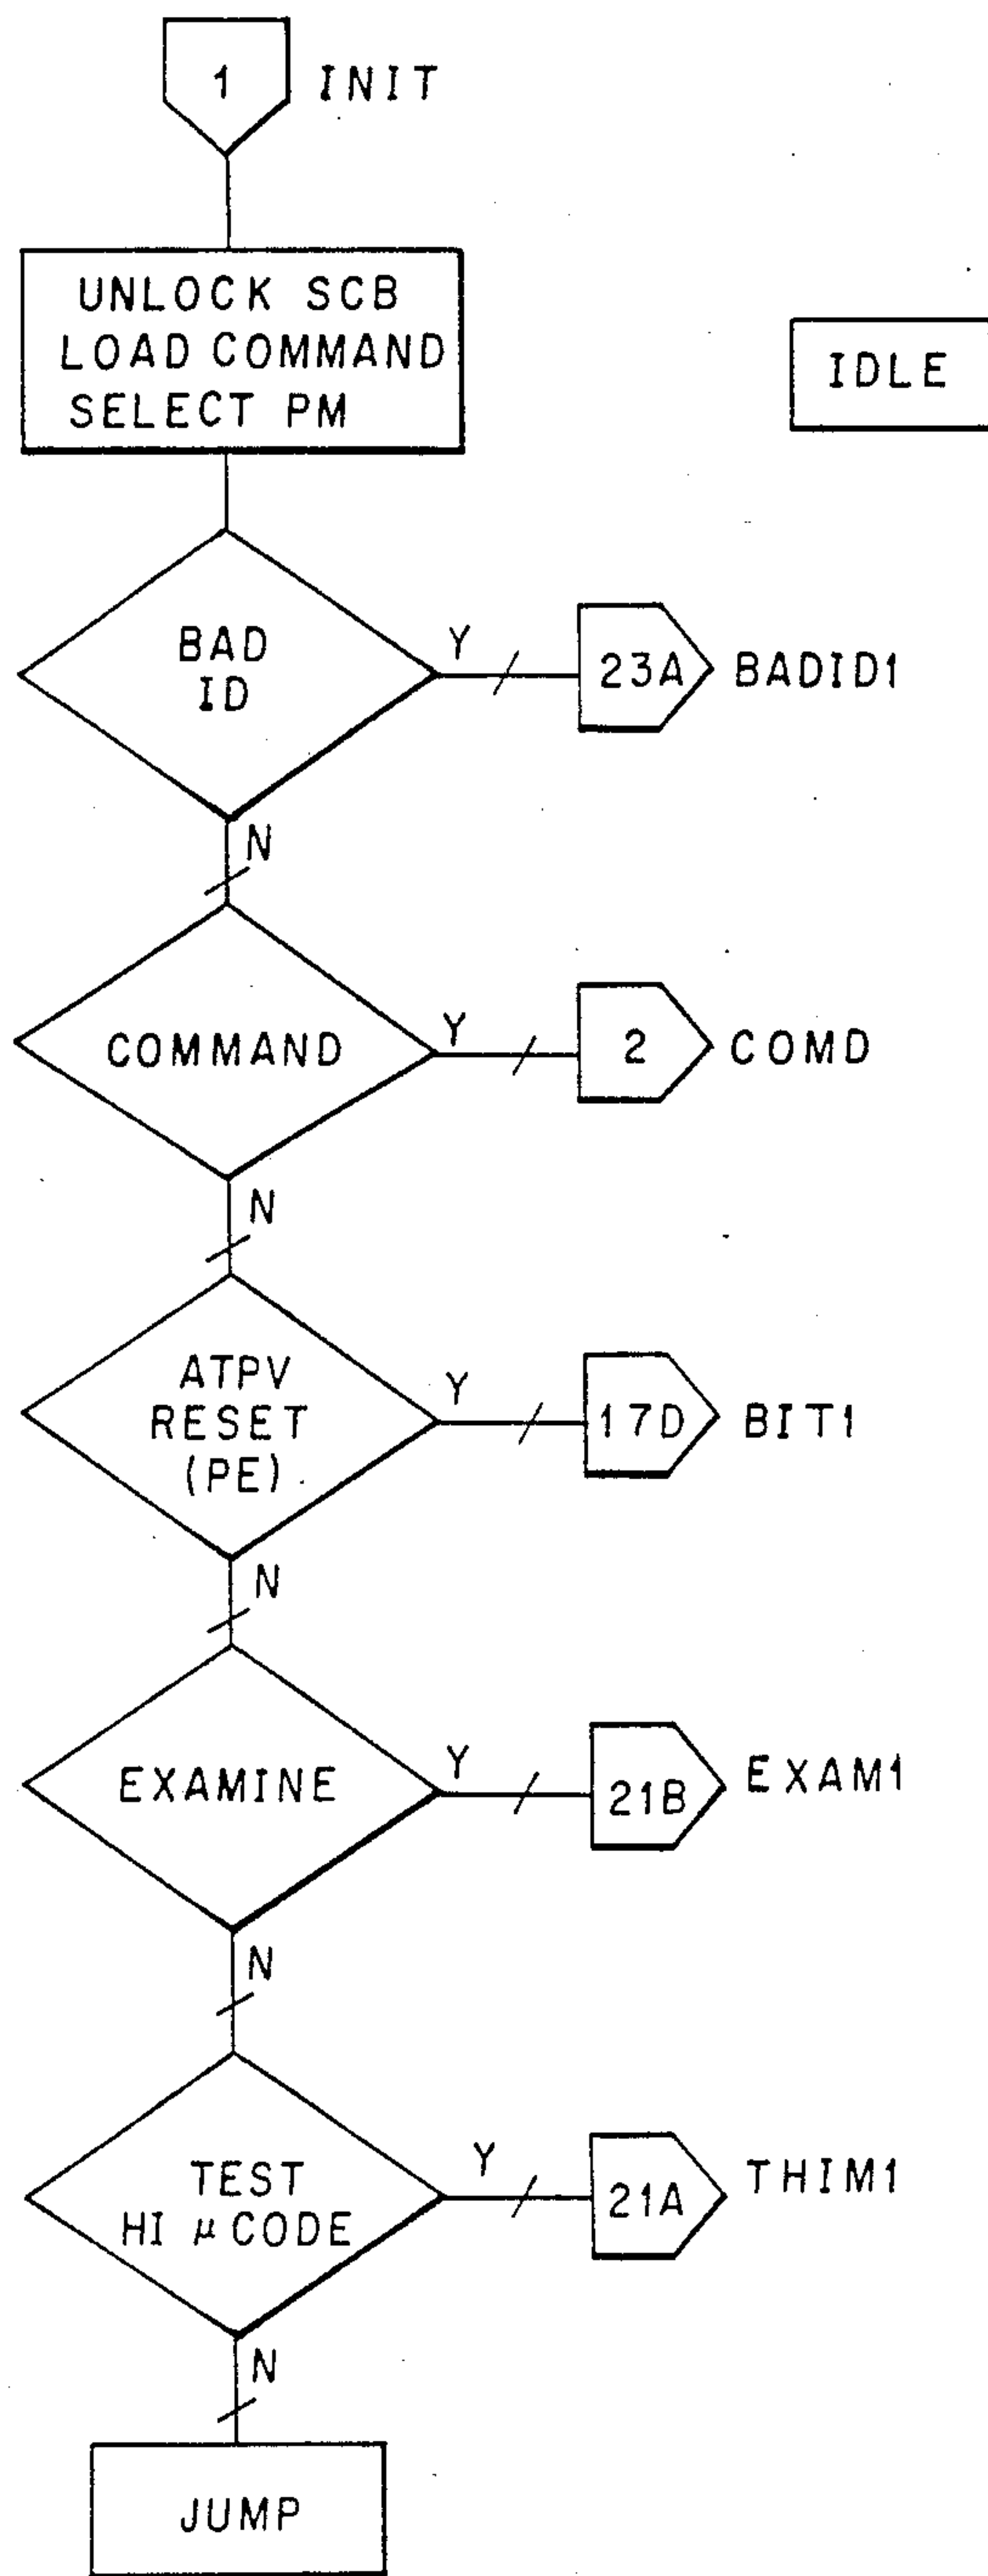 1 INIT
UNLOCK SCB
LOAD COMMAND
SELECT PM
IDLE
BAD
ID
Y
23A BADID1
N
COMMAND
Y
2 COMD
N
ATPV
RESET
(PE)
Y
17D BIT1
N
EXAMINE
Y
21B EXAM1
N
TEST
HI μCODE
Y
21A THIM1
N
JUMP